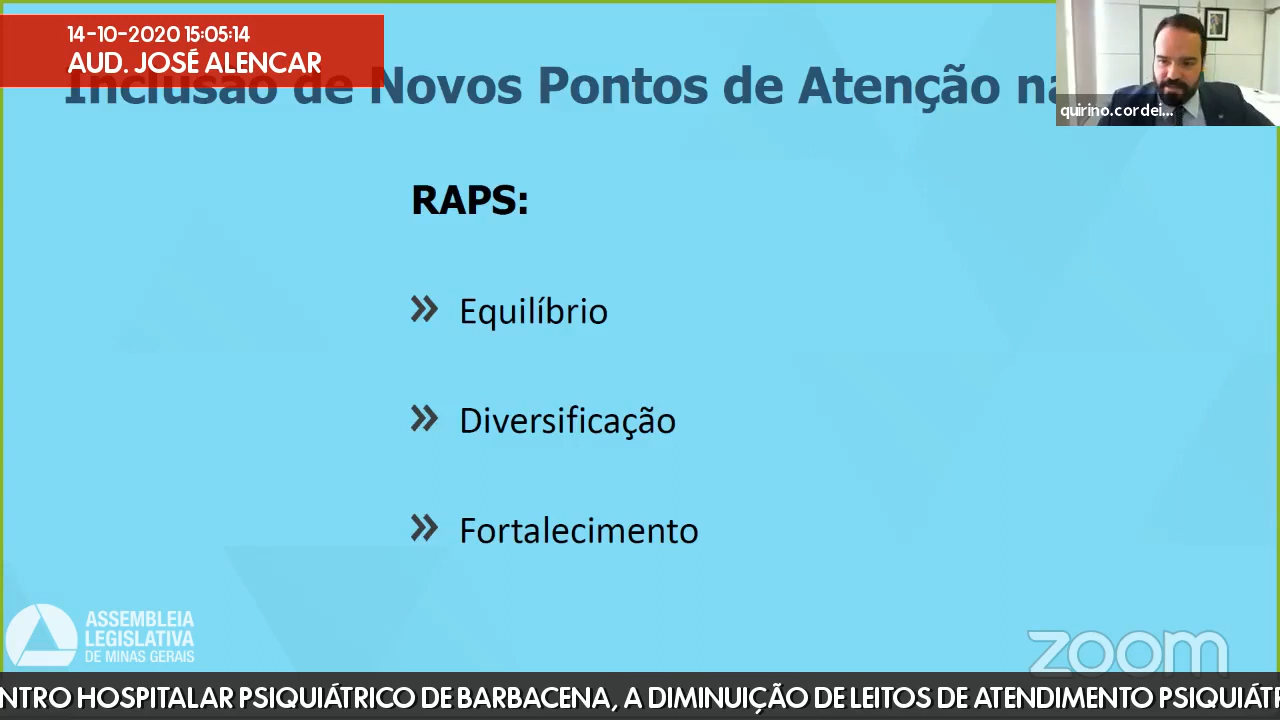 14-10-2020 15:05:14
AUD. JOSÉ ALENCAR
Inclusão de Novos Pontos de Atenção na
quirino.cordei...
RAPS:
» Equilíbrio
» Diversificação
» Fortalecimento
ASSEMBLEIA
LEGISLATIVA
DE MINAS GERAIS
zoom
NTRO HOSPITALAR PSIQUIÁTRICO DE BARBACENA, A DIMINUIÇÃO DE LEITOS DE ATENDIMENTO PSIQUIÁTR